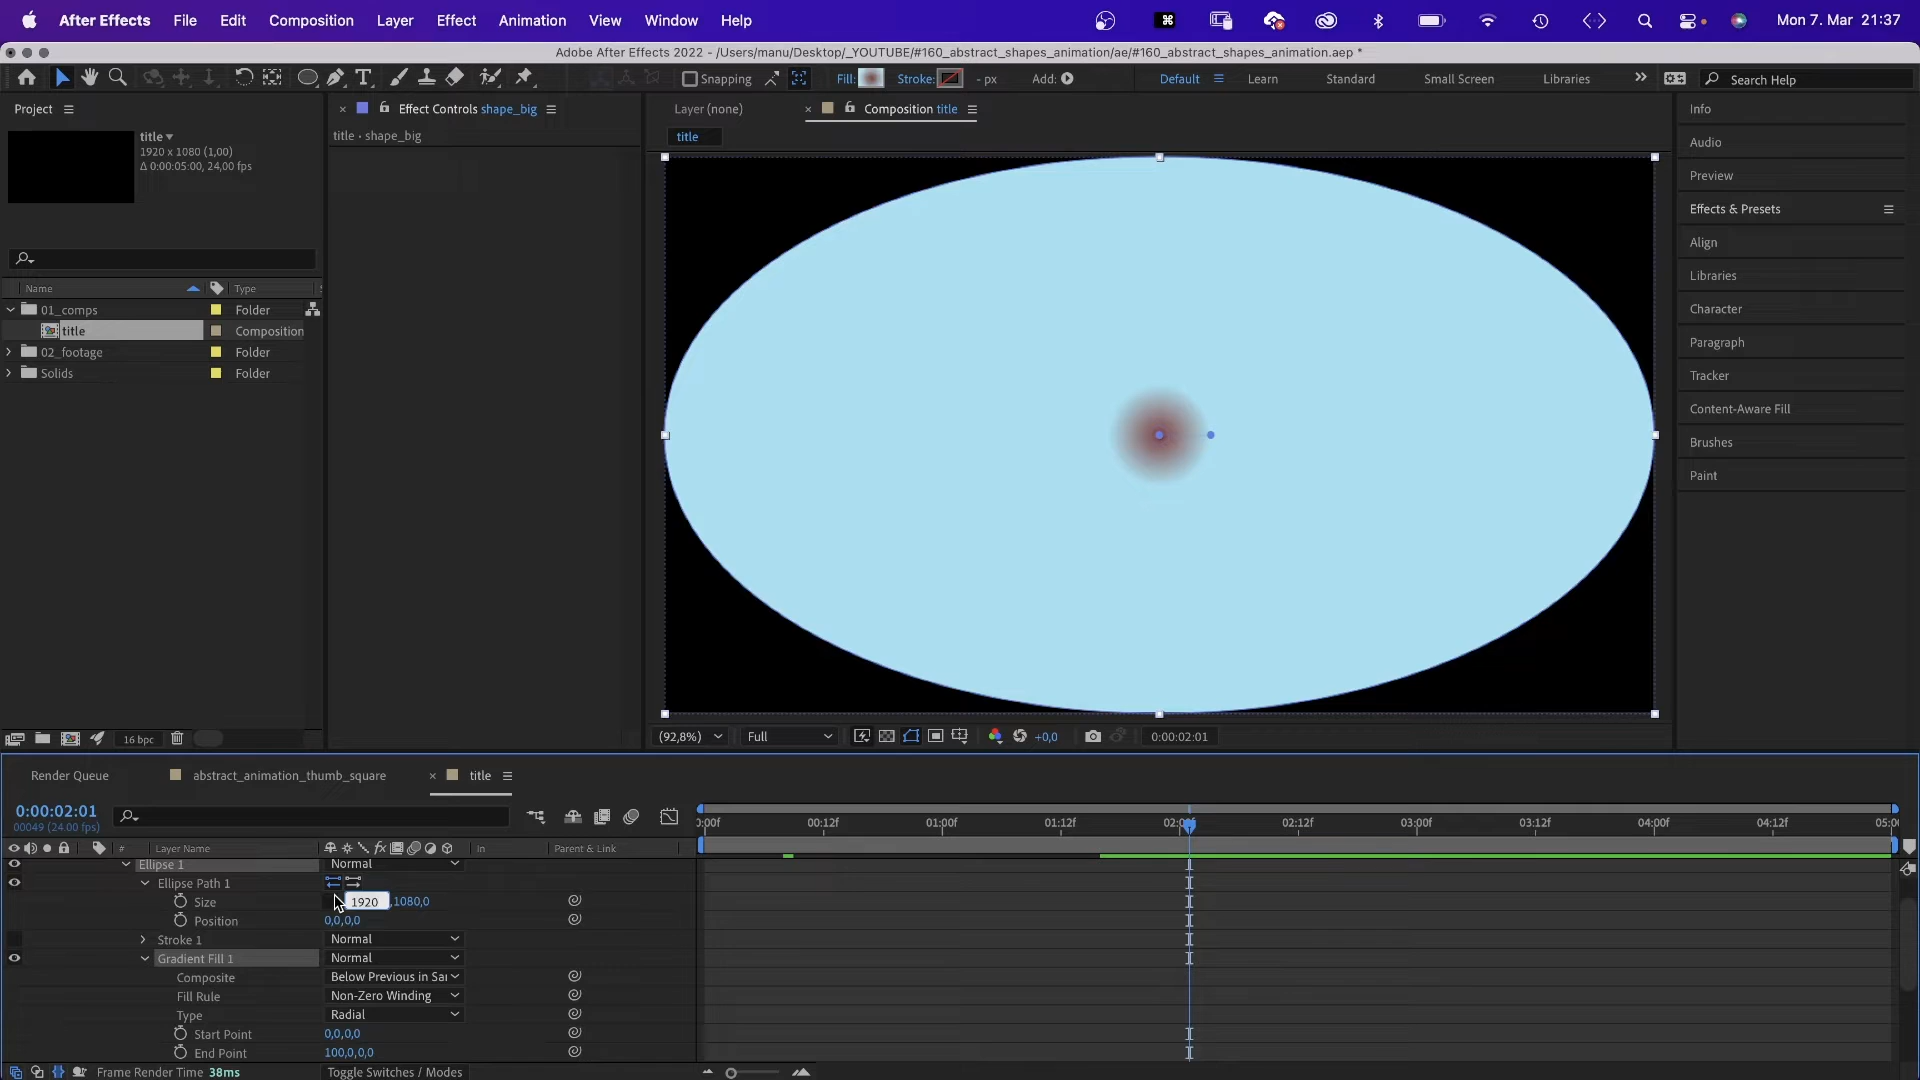 After Effects File Edit Composition Layer Effect Animation View Window Help Mon 7. Mar 21:37
Adobe After Effects 2022 - /Users/manu/Desktop/_YOUTUBE/#160_abstract_shapes_animation/ae/#160_abstract_shapes_animation.aep *
Snapping Fill: Stroke: - px Add: Default Learn Standard Small Screen Libraries Search Help
Project
Effect Controls shape_big
Layer (none)
Composition title
Info
title
1920 x 1080 (1,00)
Δ 0:00:05:00, 24,00 fps
title • shape_big
title
Audio
Preview
Effects & Presets
Align
Libraries
Character
Paragraph
Tracker
Content-Aware Fill
Brushes
Paint
Name Type
01_comps Folder
title Composition
02_footage Folder
Solids Folder
16 bpc
(92,8%) Full +0,0 0:00:02:01
Render Queue abstract_animation_thumb_square title
0:00:02:01
00049 (24.00 fps)
0:00f 00:12f 01:00f 01:12f 02:00f 02:12f 03:00f 03:12f 04:00f 04:12f 05:0
# Layer Name In Parent & Link
Ellipse 1 Normal
Ellipse Path 1
Size 1920 ,1080,0
Position 0,0,0,0
Stroke 1 Normal
Gradient Fill 1 Normal
Composite Below Previous in Sa
Fill Rule Non-Zero Winding
Type Radial
Start Point 0,0,0,0
End Point 100,0,0,0
Frame Render Time 38ms Toggle Switches / Modes